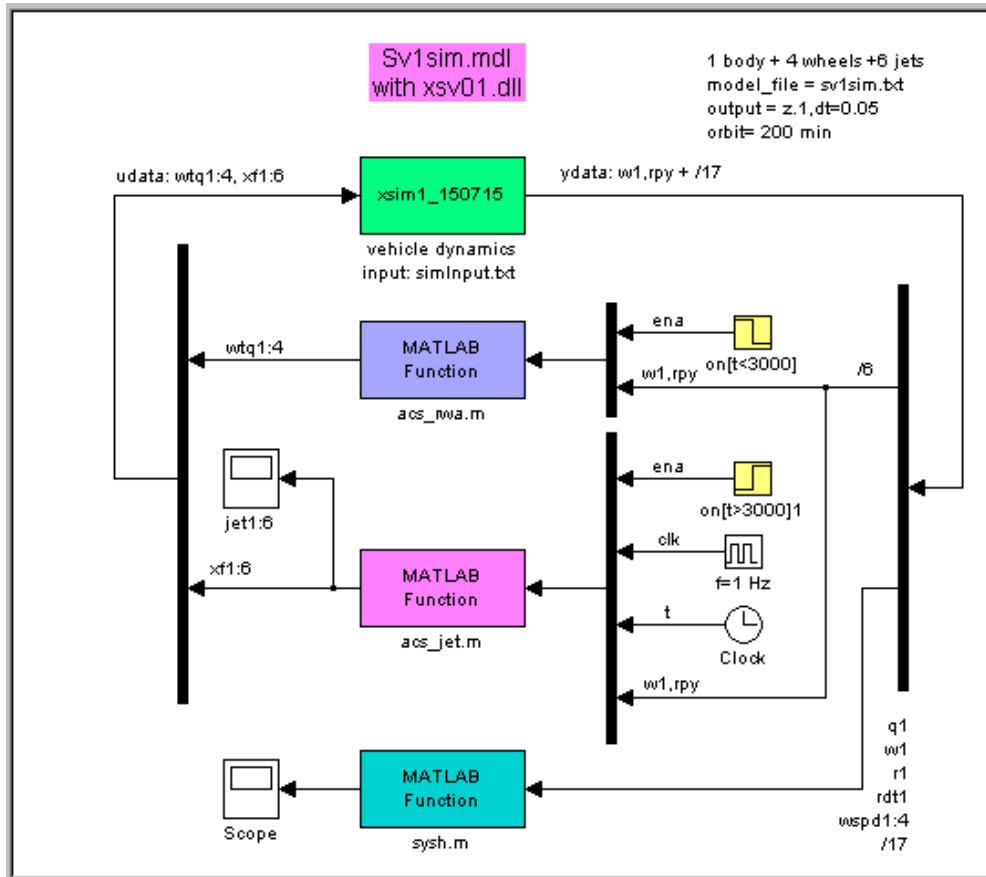 Sv1sim.mdl
with xsv01.dll
1 body + 4 wheels +6 jets
model_file = sv1sim.txt
output = z.1,dt=0.05
orbit= 200 min
udata: wtq1:4, xf1:6
xsim1_150715
ydata: w1,rpy + /17
vehicle dynamics
input: simInput.txt
wtq1:4
MATLAB
Function
acs_rwa.m
ena
on[t<3000]
w1,rpy
/6
jet1:6
xf1:6
MATLAB
Function
acs_jet.m
ena
on[t>3000]1
clk
f=1 Hz
t
Clock
w1,rpy
Scope
MATLAB
Function
sysh.m
q1
w1
r1
rdt1
wspd1:4
/17